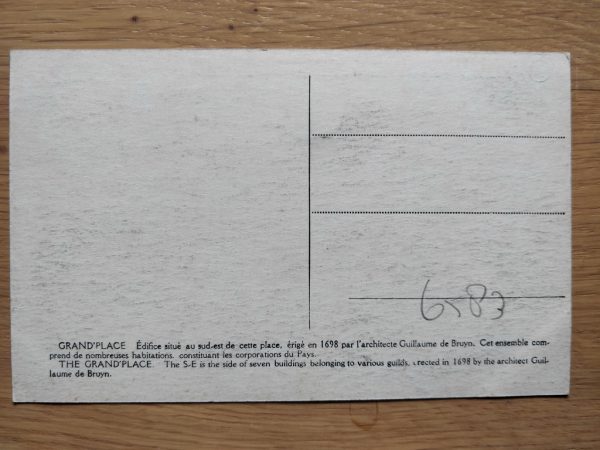 6583
GRAND'PLACE Édifice situé au sud-est de cette place, érigé en 1698 par l'architecte Guillaume de Bruyn. Cet ensemble com-
prend de nombreuses habitations, constituant les corporations du Pays.
THE GRAND'PLACE. The S-E is the side of seven buildings belonging to various guilds, erected in 1698 by the architect Guil-
laume de Bruyn.